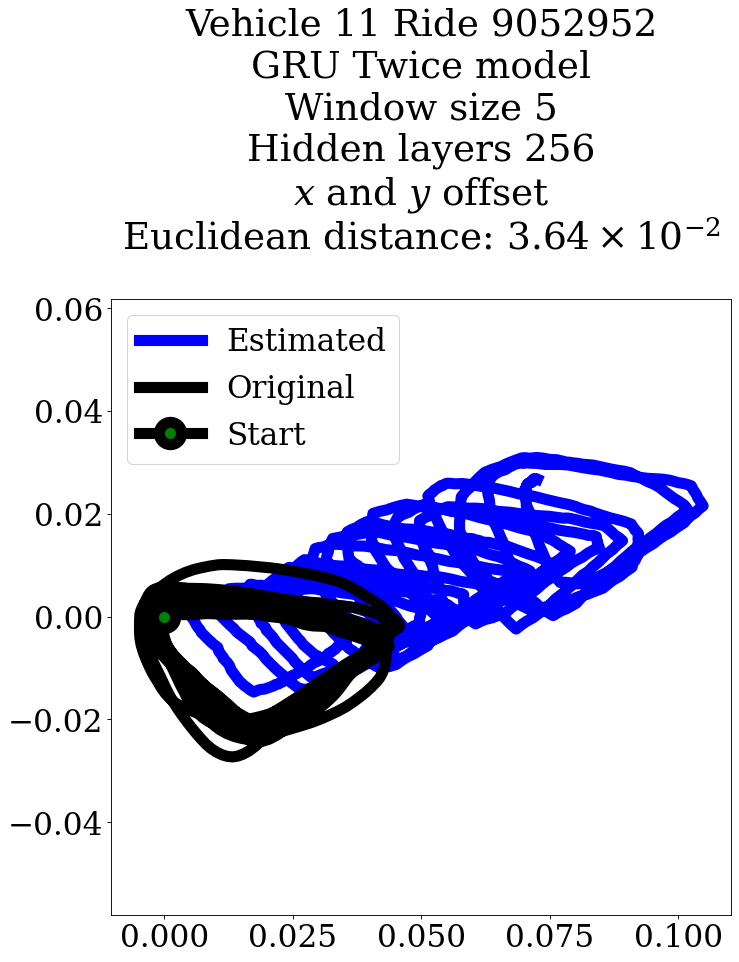 Vehicle 11 Ride 9052952
GRU Twice model
Window size 5
Hidden layers 256
x and y offset
Euclidean distance: 3.64 × 10⁻²
0.06
0.04
0.02
0.00
−0.02
−0.04
Estimated
Original
Start
0.000 0.025 0.050 0.075 0.100